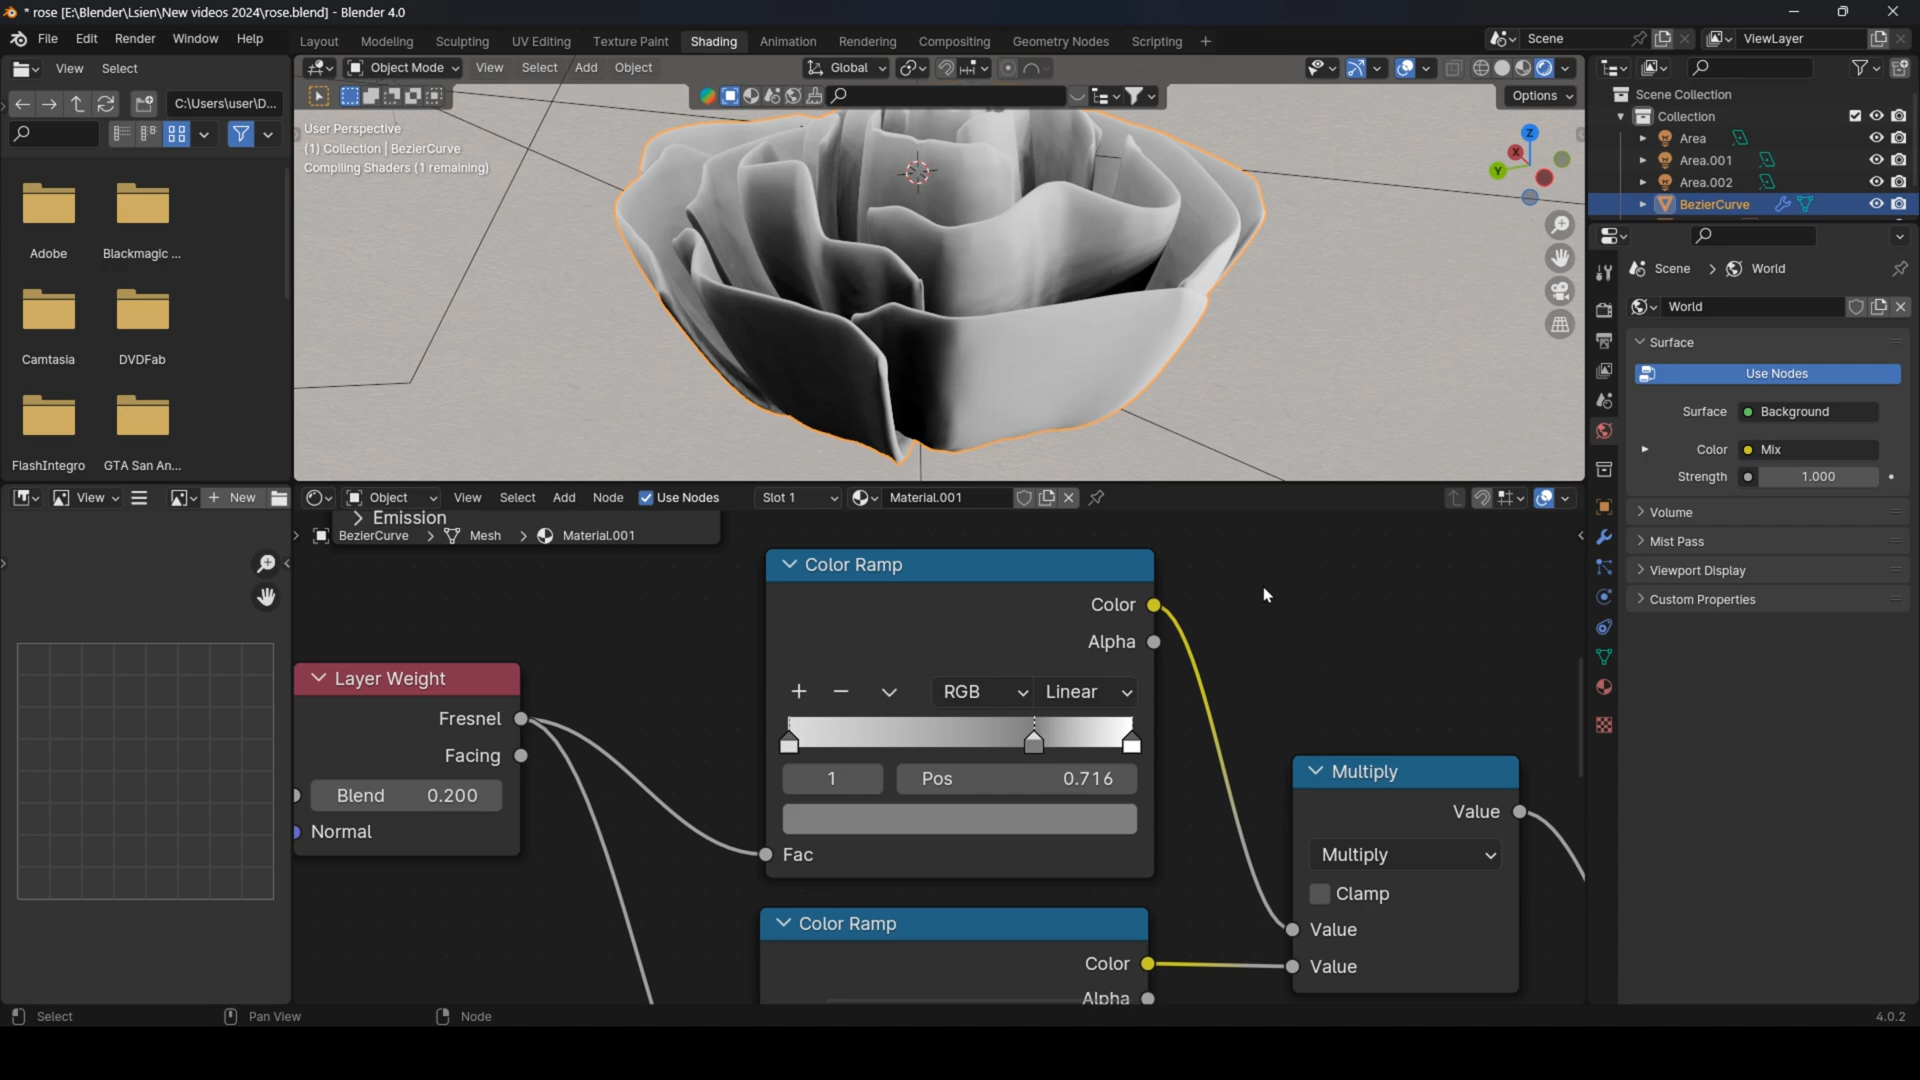 * rose [E:\Blender\Lsien\New videos 2024\rose.blend] - Blender 4.0
File Edit Render Window Help
Layout Modeling Sculpting UV Editing Texture Paint Shading Animation Rendering Compositing Geometry Nodes Scripting +
Scene
ViewLayer
View Select
Object Mode View Select Add Object
Global
C:\Users\user\D...
Options
Scene Collection
Collection
Area
Area.001
Area.002
BezierCurve
User Perspective
(1) Collection | BezierCurve
Compiling Shaders (1 remaining)
Z
X
Y
Adobe
Blackmagic ...
Camtasia
DVDFab
FlashIntegro
GTA San An...
Scene > World
World
Surface
Use Nodes
Surface Background
Color Mix
Strength 1.000
Volume
Mist Pass
Viewport Display
Custom Properties
View
+ New
Object View Select Add Node Use Nodes Slot 1 Material.001
Emission
BezierCurve > Mesh > Material.001
Layer Weight
Fresnel
Facing
Blend 0.200
Normal
Color Ramp
Color
Alpha
RGB Linear
1 Pos 0.716
Fac
Color Ramp
Color
Alpha
Multiply
Value
Multiply
Clamp
Value
Value
Select
Pan View
Node
4.0.2